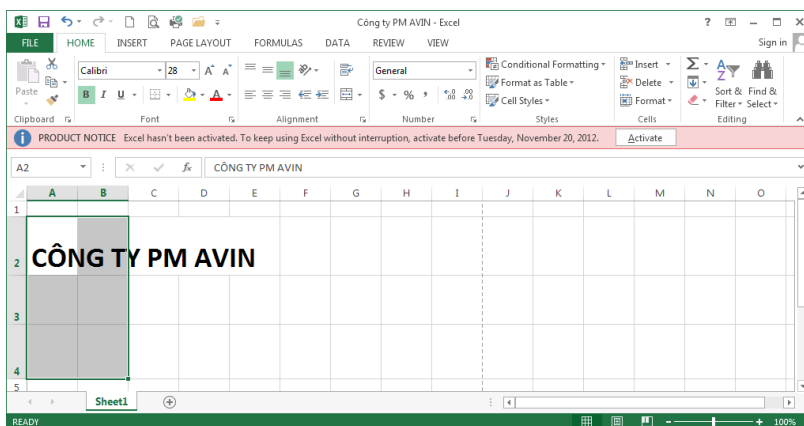 Công ty PM AVIN - Excel
FILE HOME INSERT PAGE LAYOUT FORMULAS DATA REVIEW VIEW Sign in
Paste
Calibri 28 A A
B I U A
General
$ % ,
Conditional Formatting
Format as Table
Cell Styles
Insert
Delete
Format
Sort & Filter
Find & Select
Clipboard Font Alignment Number Styles Cells Editing
PRODUCT NOTICE Excel hasn't been activated. To keep using Excel without interruption, activate before Tuesday, November 20, 2012. Activate
A2 fx CÔNG TY PM AVIN
A B C D E F G H I J K L M N O
1
2 CÔNG TY PM AVIN
3
4
5
Sheet1
READY 100%